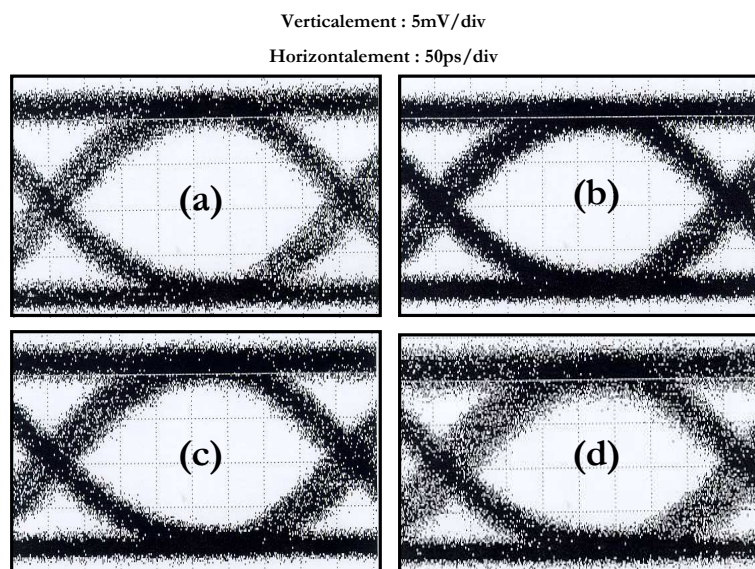 Verticalement : 5mV/div
Horizontalement : 50ps/div
(a)
(b)
(c)
(d)